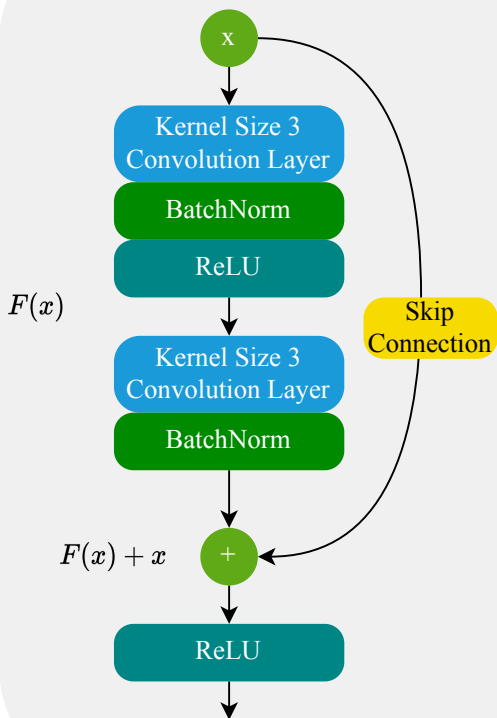 x
Kernel Size 3
Convolution Layer
BatchNorm
ReLU
F(x)
Skip
Connection
Kernel Size 3
Convolution Layer
BatchNorm
F(x) + x
+
ReLU